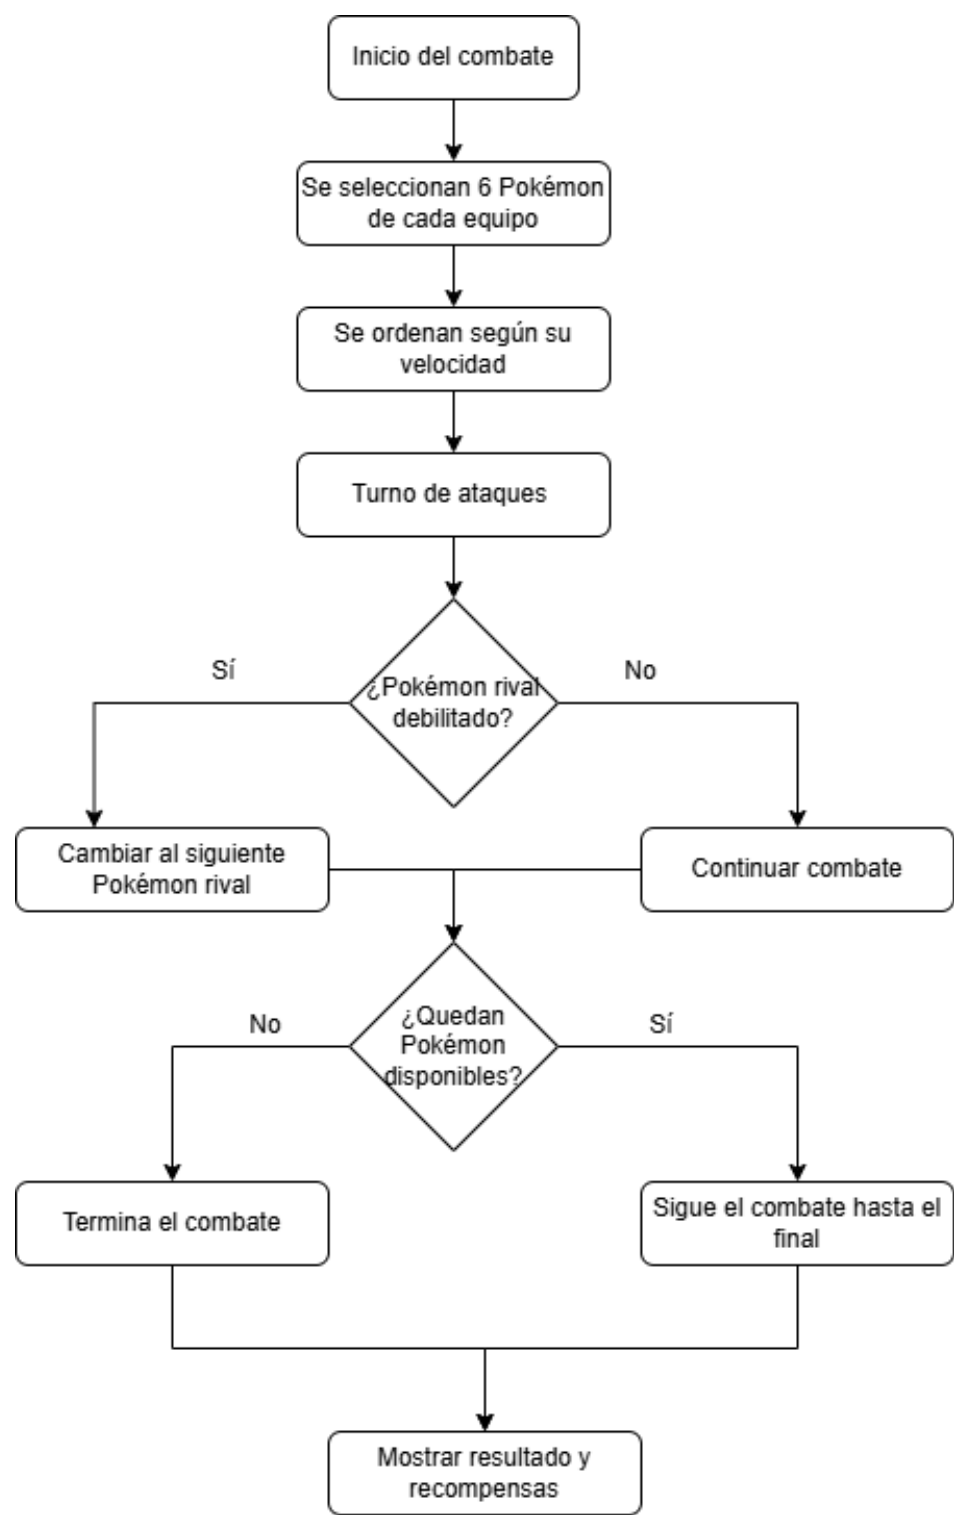 Inicio del combate
Se seleccionan 6 Pokémon
de cada equipo
Se ordenan según su
velocidad
Turno de ataques
¿Pokémon rival
debilitado?
Sí
No
Cambiar al siguiente
Pokémon rival
Continuar combate
¿Quedan
Pokémon
disponibles?
No
Sí
Termina el combate
Sigue el combate hasta el
final
Mostrar resultado y
recompensas